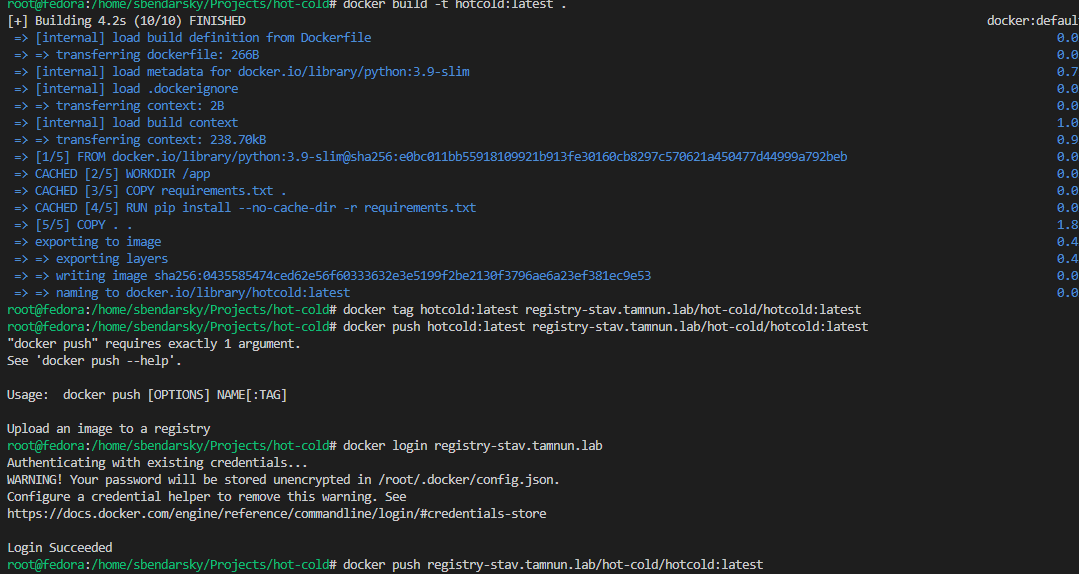 root@fedora:/home/sbendarsky/Projects/hot-cold# docker build -t hotcold:latest .
[+] Building 4.2s (10/10) FINISHED docker:defaul
=> [internal] load build definition from Dockerfile 0.0
=> => transferring dockerfile: 266B 0.0
=> [internal] load metadata for docker.io/library/python:3.9-slim 0.7
=> [internal] load .dockerignore 0.0
=> => transferring context: 2B 0.0
=> [internal] load build context 1.0
=> => transferring context: 238.70kB 0.9
=> [1/5] FROM docker.io/library/python:3.9-slim@sha256:e0bc011bb55918109921b913fe30160cb8297c570621a450477d44999a792beb 0.0
=> CACHED [2/5] WORKDIR /app 0.0
=> CACHED [3/5] COPY requirements.txt . 0.0
=> CACHED [4/5] RUN pip install --no-cache-dir -r requirements.txt 0.0
=> [5/5] COPY . . 1.8
=> exporting to image 0.4
=> => exporting layers 0.4
=> => writing image sha256:0435585474ced62e56f60333632e3e5199f2be2130f3796ae6a23ef381ec9e53 0.0
=> => naming to docker.io/library/hotcold:latest 0.0
root@fedora:/home/sbendarsky/Projects/hot-cold# docker tag hotcold:latest registry-stav.tamnun.lab/hot-cold/hotcold:latest
root@fedora:/home/sbendarsky/Projects/hot-cold# docker push hotcold:latest registry-stav.tamnun.lab/hot-cold/hotcold:latest
"docker push" requires exactly 1 argument.
See 'docker push --help'.
Usage:  docker push [OPTIONS] NAME[:TAG]
Upload an image to a registry
root@fedora:/home/sbendarsky/Projects/hot-cold# docker login registry-stav.tamnun.lab
Authenticating with existing credentials...
WARNING! Your password will be stored unencrypted in /root/.docker/config.json.
Configure a credential helper to remove this warning. See
https://docs.docker.com/engine/reference/commandline/login/#credentials-store
Login Succeeded
root@fedora:/home/sbendarsky/Projects/hot-cold# docker push registry-stav.tamnun.lab/hot-cold/hotcold:latest